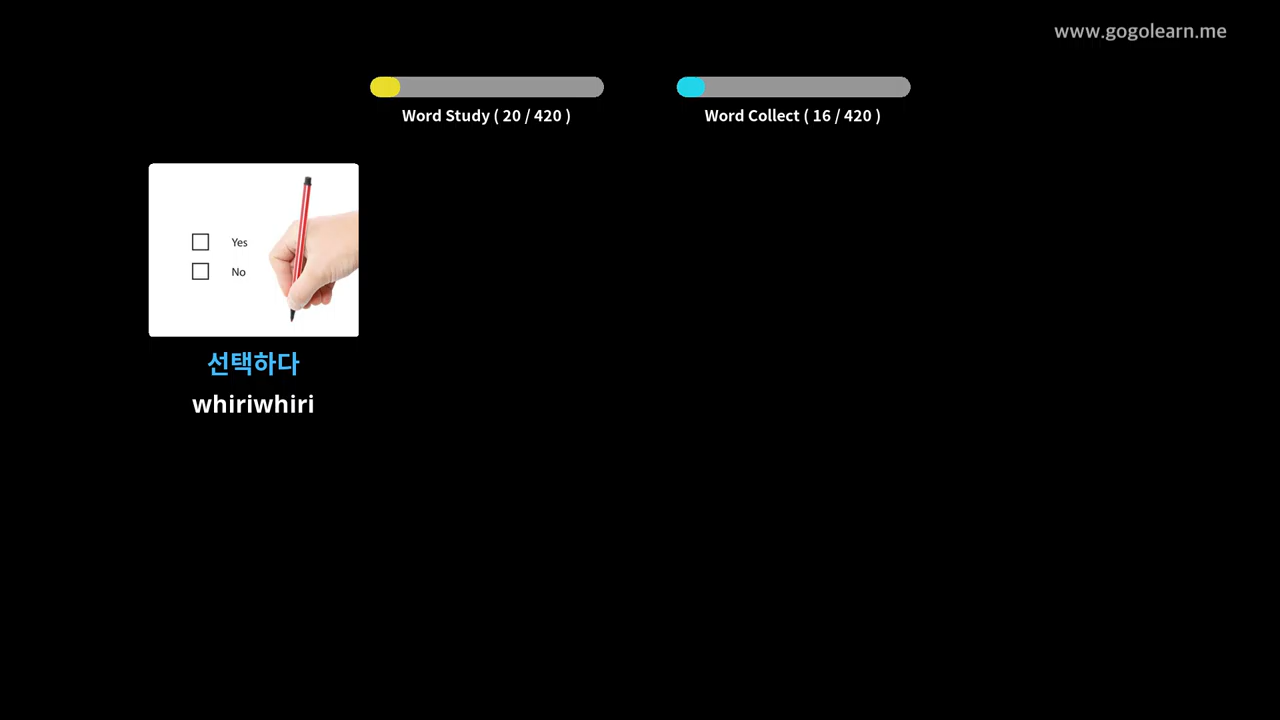 www.gogolearn.me
Word Study ( 20 / 420 )
Word Collect ( 16 / 420 )
Yes
No
선택하다
whiriwhiri